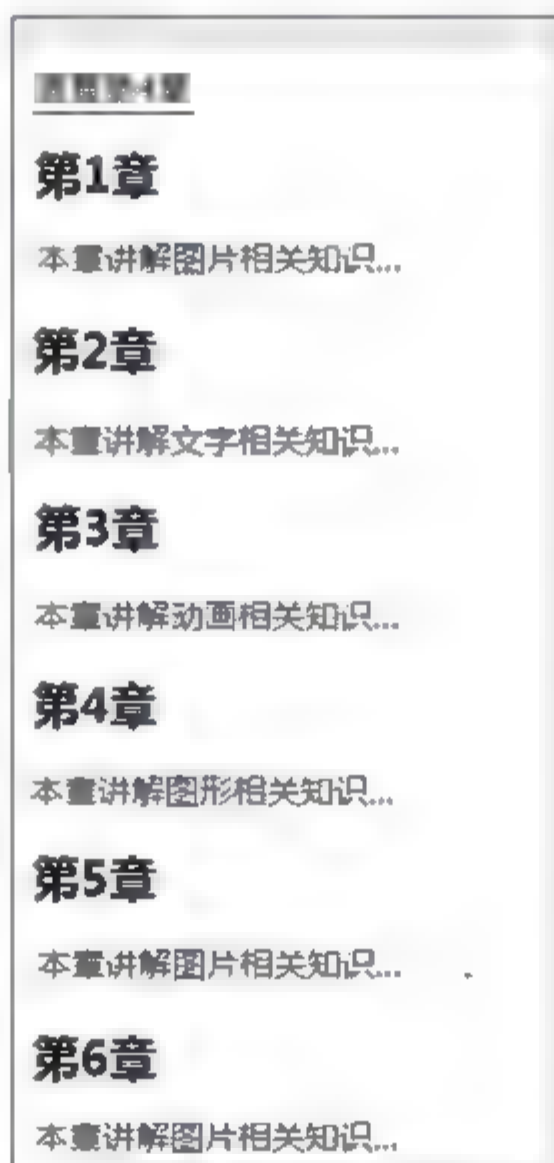 第1章
本章讲解图片相关知识...
第2章
本章讲解文字相关知识...
第3章
本章讲解动画相关知识...
第4章
本章讲解图形相关知识...
第5章
本章讲解图片相关知识...
第6章
本章讲解图片相关知识...